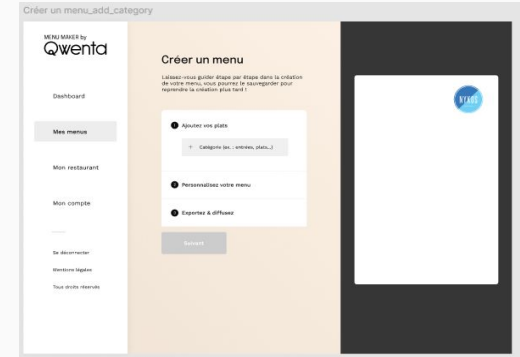 Créer un menu_add_category
MENU MAKER by
Qwenta
Dashboard
Mes menus
Mon restaurant
Mon compte
Se déconnecter
Mentions légales
Tous droits réservés
Créer un menu
Laissez-vous guider étape par étape dans la création
de votre menu, vous pourrez le sauvegarder pour
reprendre la création plus tard !
1 Ajoutez vos plats
+ Catégorie (ex. : entrées, plats...)
2 Personnalisez votre menu
3 Exportez & diffusez
Suivant